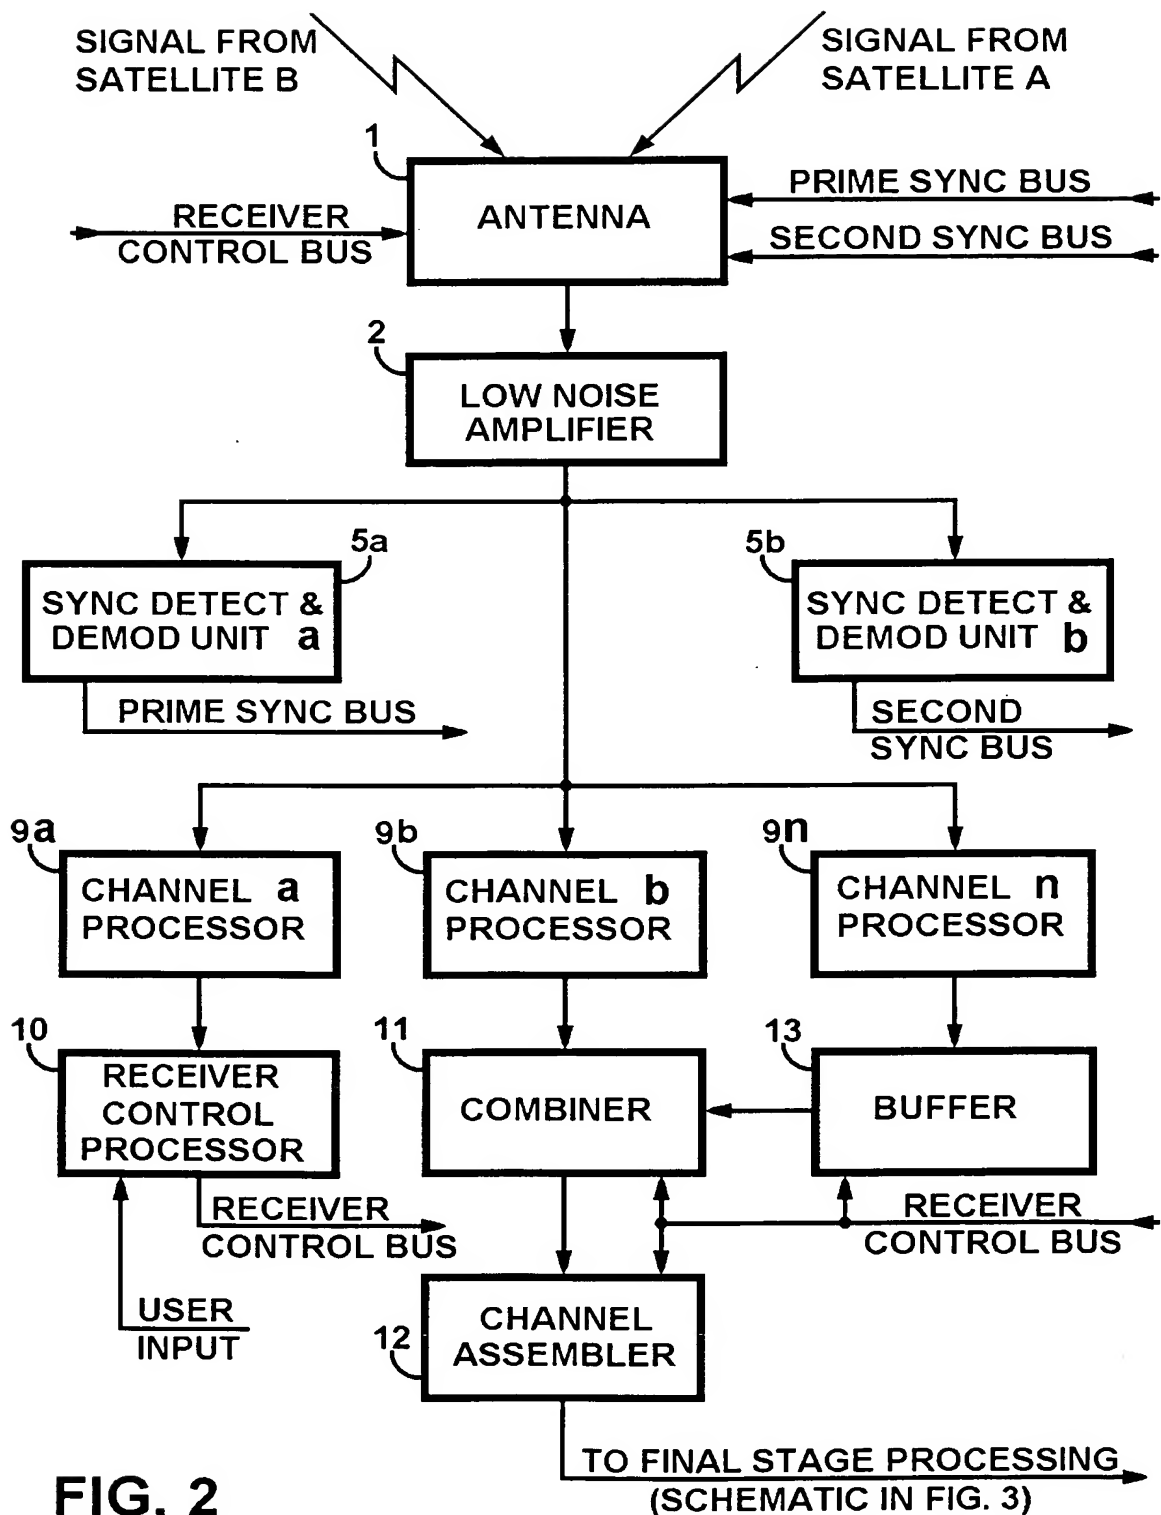 SIGNAL FROM
SATELLITE B
SIGNAL FROM
SATELLITE A
1
ANTENNA
PRIME SYNC BUS
RECEIVER
CONTROL BUS
SECOND SYNC BUS
2
LOW NOISE
AMPLIFIER
5a
SYNC DETECT &
DEMOD UNIT a
5b
SYNC DETECT &
DEMOD UNIT b
PRIME SYNC BUS
SECOND
SYNC BUS
9a
CHANNEL a
PROCESSOR
9b
CHANNEL b
PROCESSOR
9n
CHANNEL n
PROCESSOR
10
RECEIVER
CONTROL
PROCESSOR
11
COMBINER
13
BUFFER
RECEIVER
CONTROL BUS
RECEIVER
CONTROL BUS
USER
INPUT
12
CHANNEL
ASSEMBLER
TO FINAL STAGE PROCESSING
(SCHEMATIC IN FIG. 3)
FIG. 2